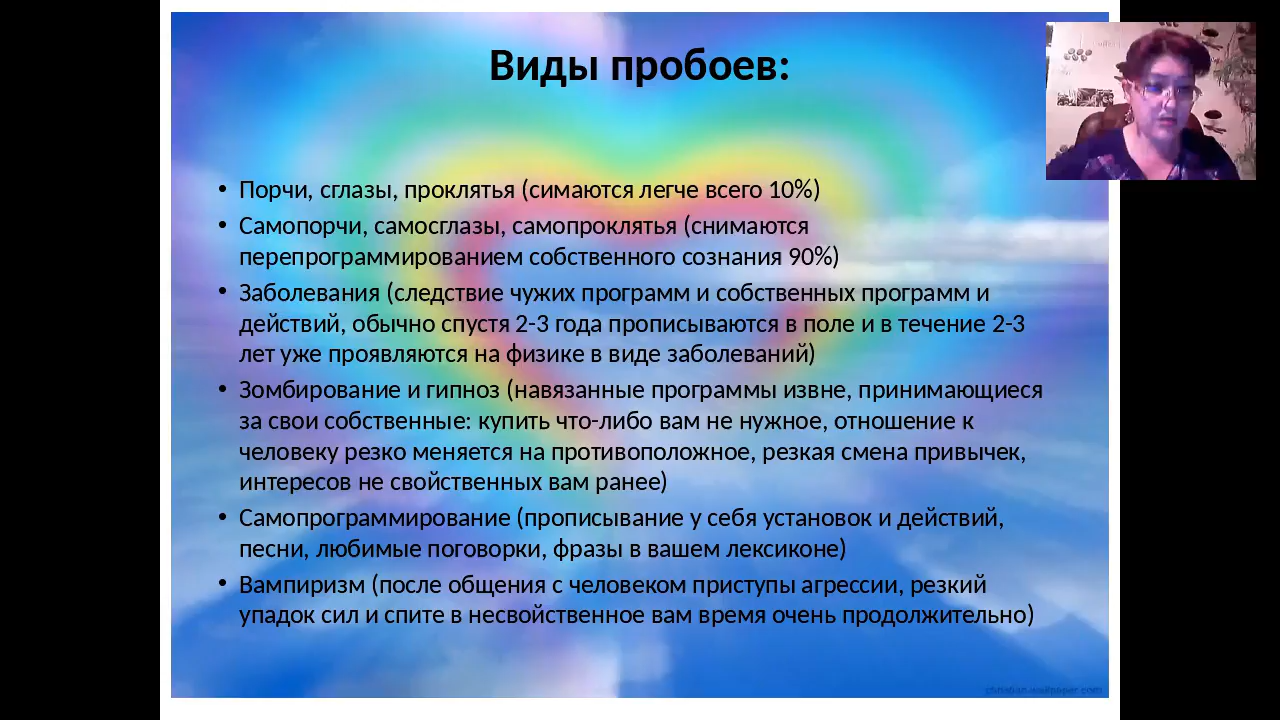 Виды пробоев:
• Порчи, сглазы, проклятья (симаются легче всего 10%)
• Самопорчи, самосглазы, самопроклятья (снимаются
перепрограммированием собственного сознания 90%)
• Заболевания (следствие чужих программ и собственных программ и
действий, обычно спустя 2-3 года прописываются в поле и в течение 2-3
лет уже проявляются на физике в виде заболеваний)
• Зомбирование и гипноз (навязанные программы извне, принимающиеся
за свои собственные: купить что-либо вам не нужное, отношение к
человеку резко меняется на противоположное, резкая смена привычек,
интересов не свойственных вам ранее)
• Самопрограммирование (прописывание у себя установок и действий,
песни, любимые поговорки, фразы в вашем лексиконе)
• Вампиризм (после общения с человеком приступы агрессии, резкий
упадок сил и спите в несвойственное вам время очень продолжительно)
christian-wallpaper.com